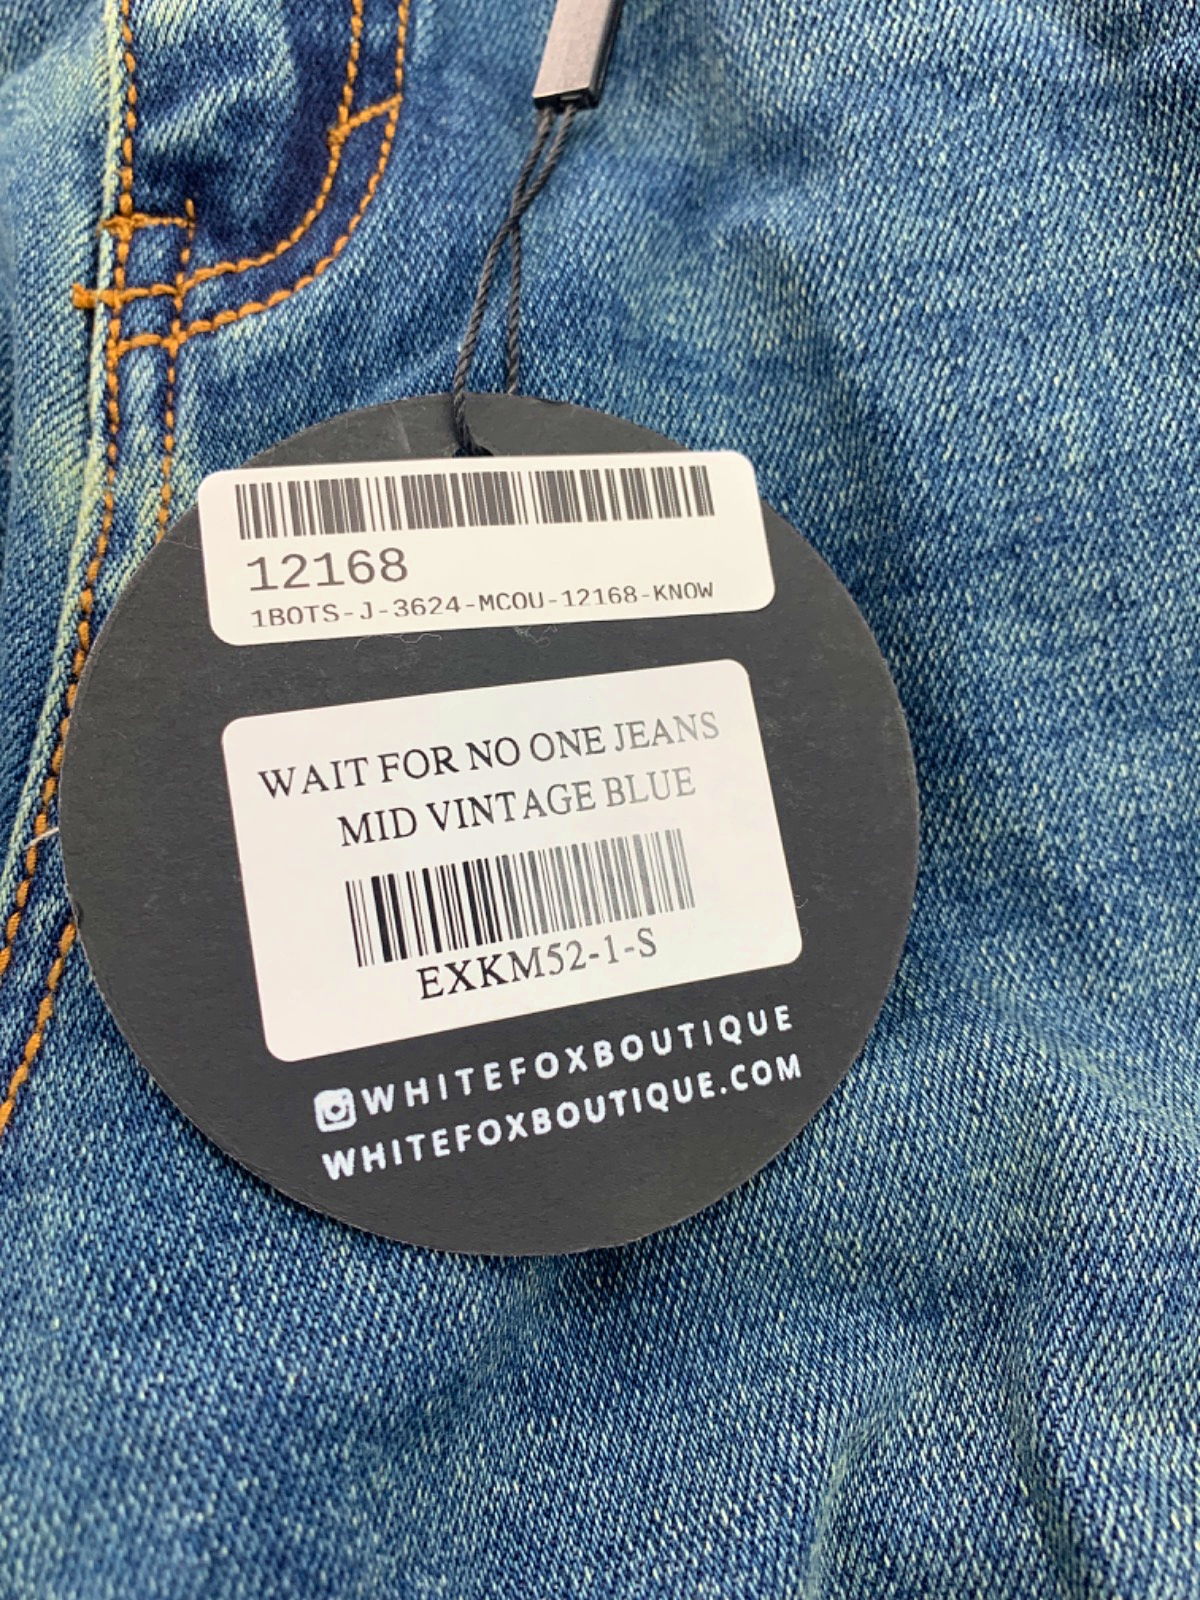 12168
1BOTS-J-3624-MCOU-12168-KNOW
WAIT FOR NO ONE JEANS
MID VINTAGE BLUE
EXKM52-1-S
WHITEFOXBOUTIQUE
WHITEFOXBOUTIQUE.COM